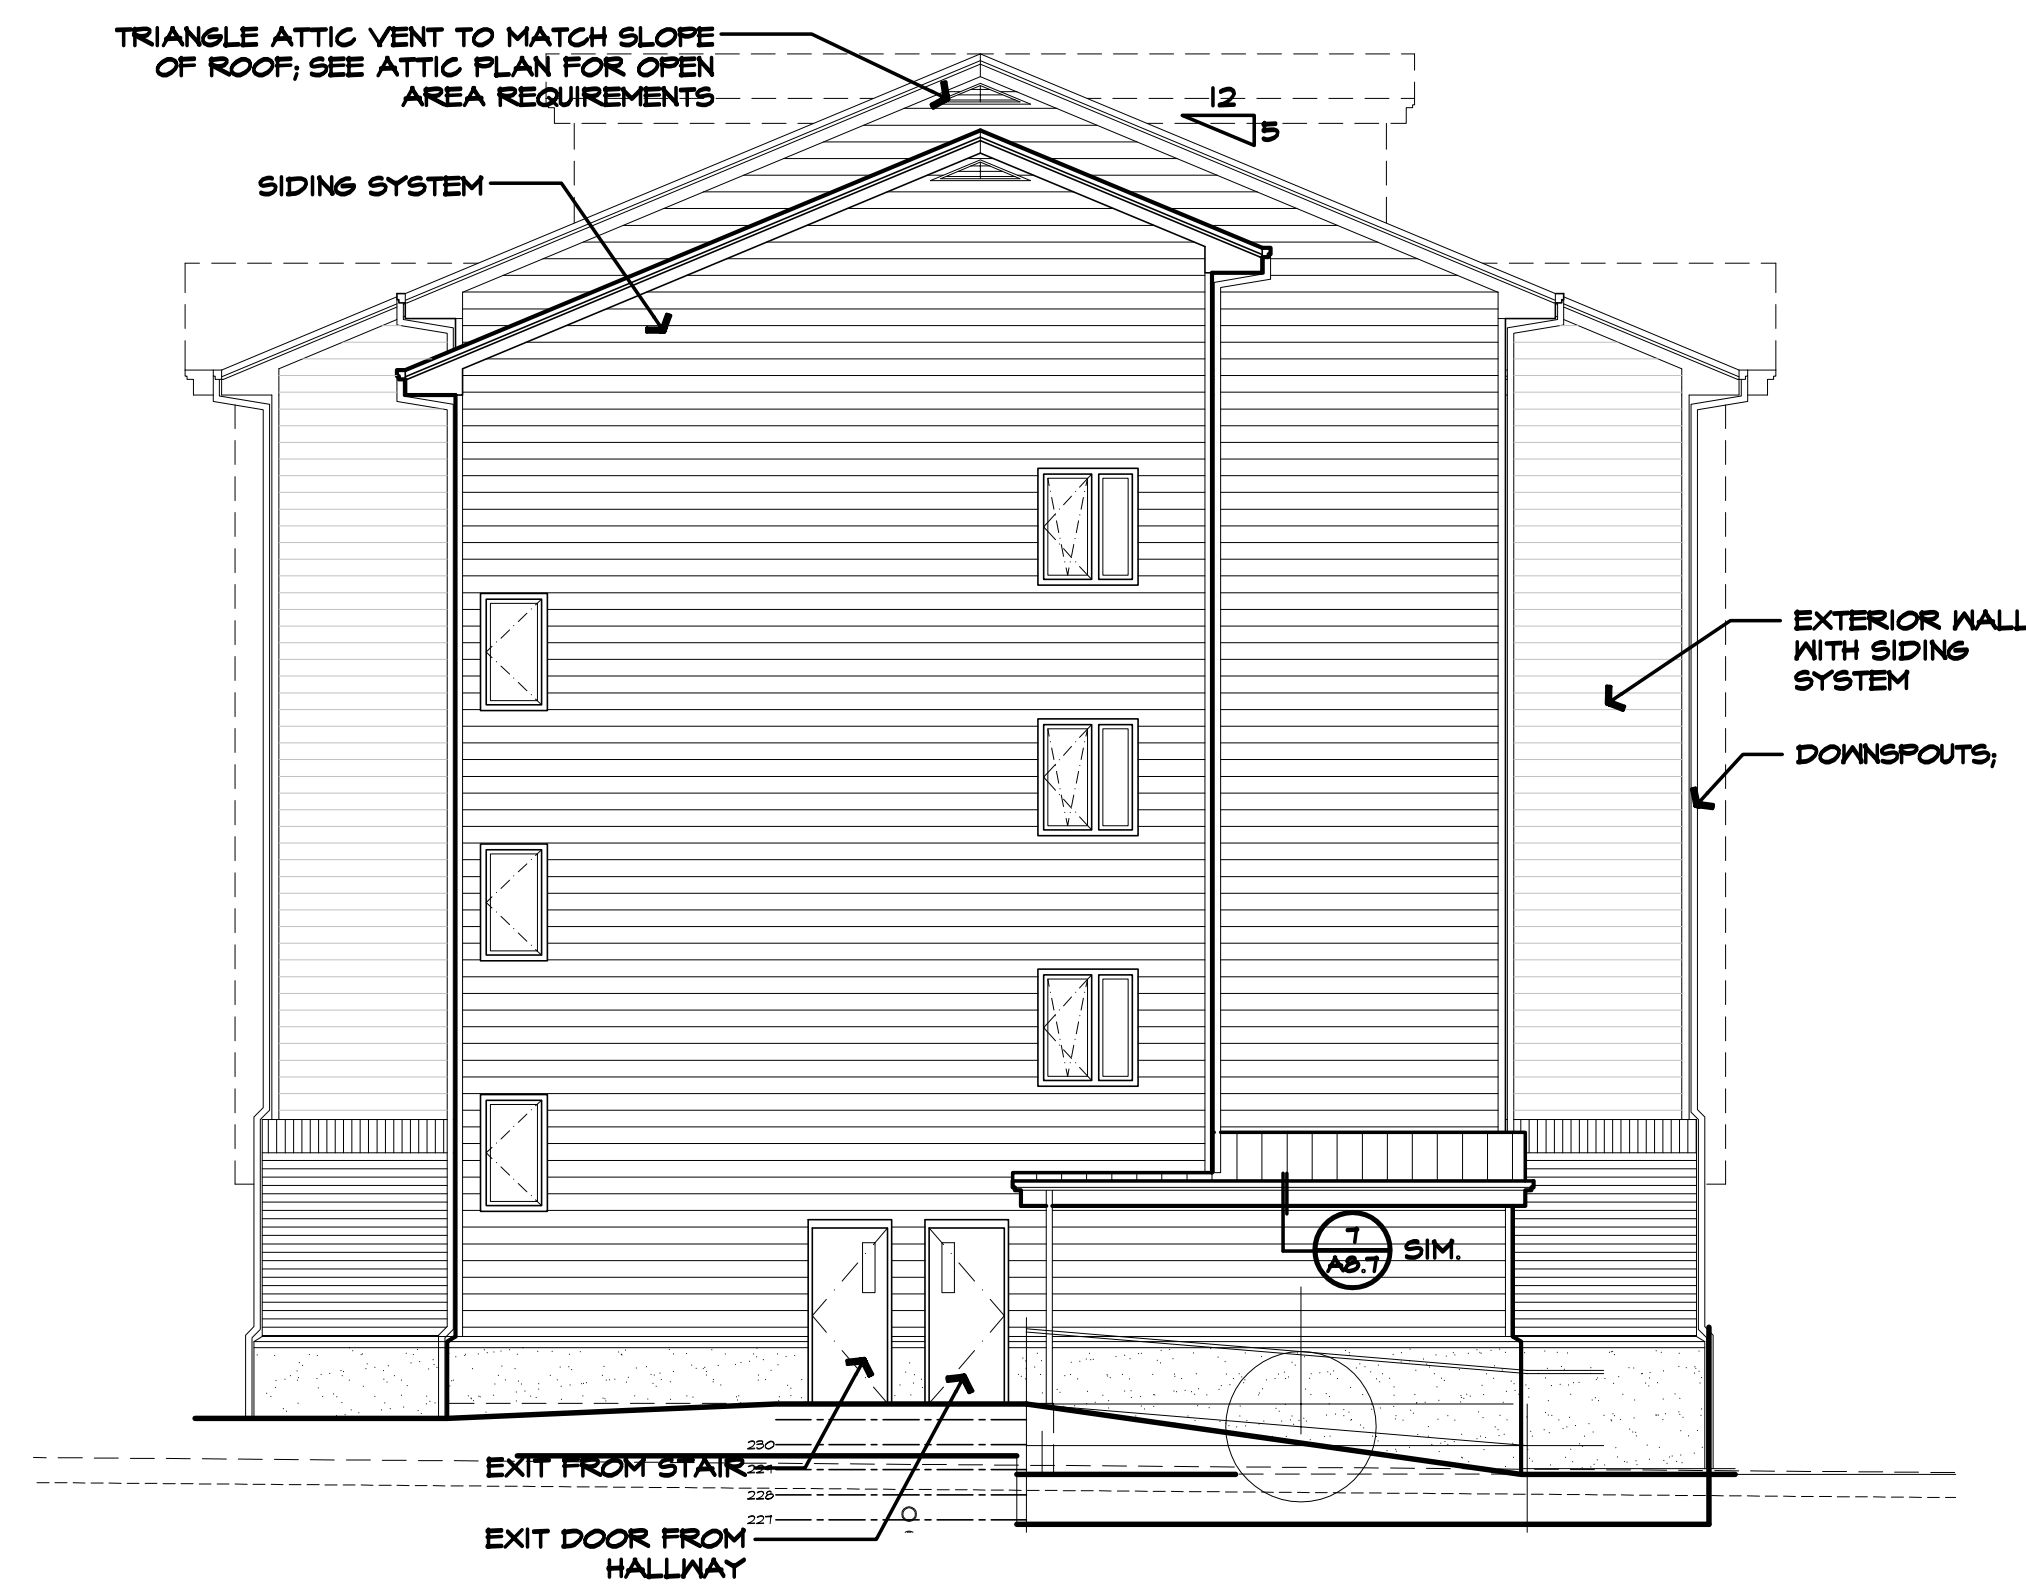 TRIANGLE ATTIC VENT TO MATCH SLOPE
OF ROOF; SEE ATTIC PLAN FOR OPEN
AREA REQUIREMENTS
12
5
SIDING SYSTEM
EXTERIOR WALL
WITH SIDING
SYSTEM
DOWNSPOUTS;
7
A8.7
SIM.
230
EXIT FROM STAIR
229
228
227
EXIT DOOR FROM
HALLWAY